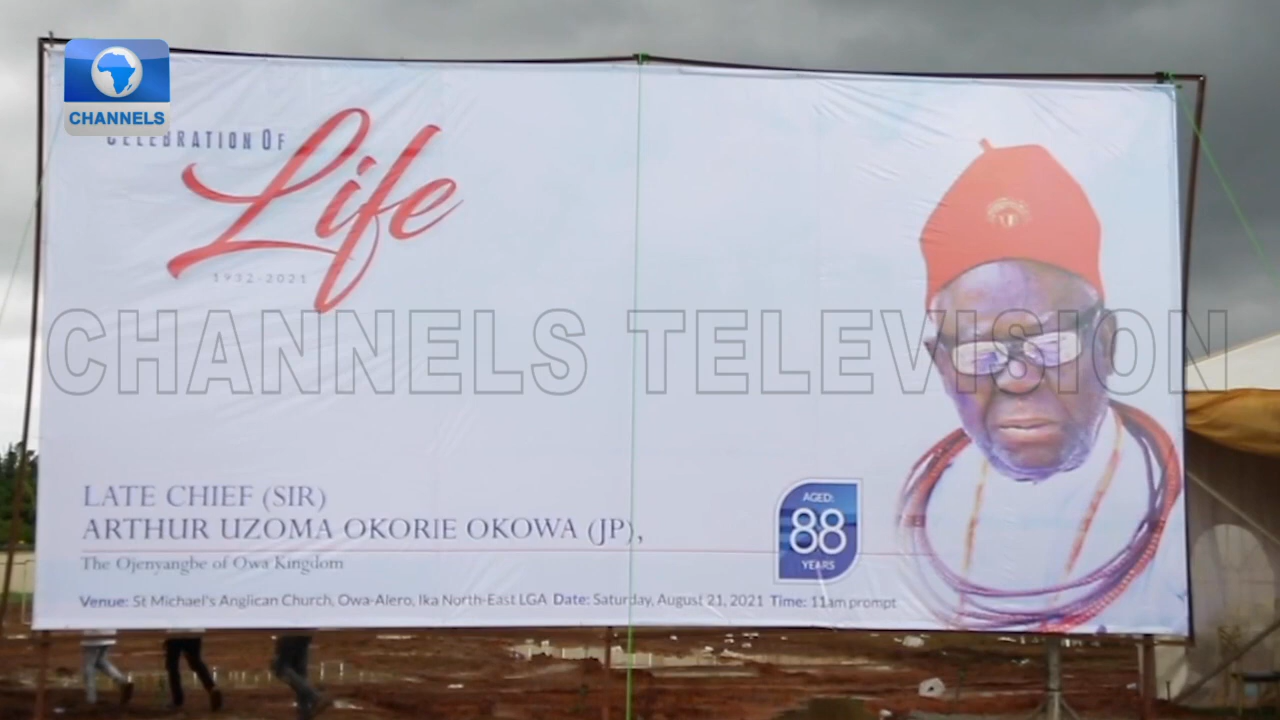 CHANNELS
CELEBRATION OF
Life
1932-2021
CHANNELS TELEVISION
LATE CHIEF (SIR)
ARTHUR UZOMA OKORIE OKOWA (JP),
The Ojenyangbe of Owa Kingdom
AGED:
88
YEARS
Venue: St Michael's Anglican Church, Owa-Alero, Ika North-East LGA Date: Saturday, August 21, 2021 Time: 11am prompt